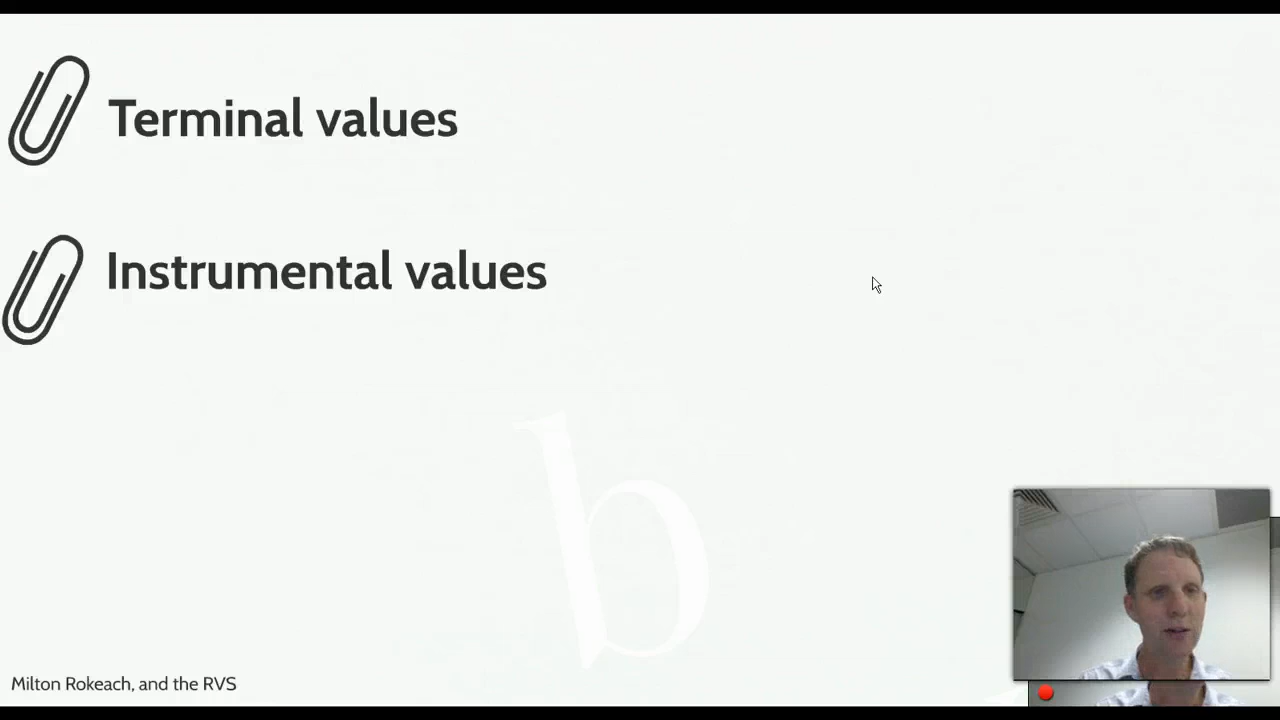 Terminal values
Instrumental values
b
Milton Rokeach, and the RVS